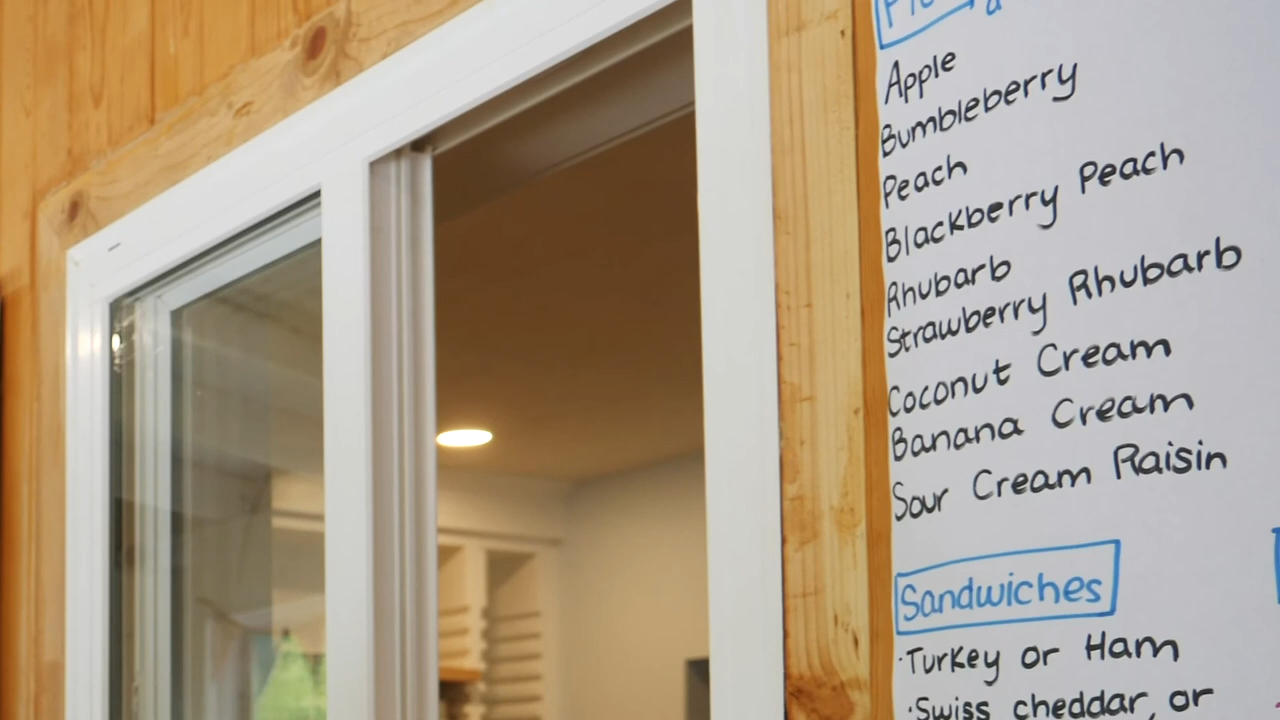 Apple
Bumbleberry
Peach
Blackberry Peach
Rhubarb
Strawberry Rhubarb
Coconut Cream
Banana Cream
Sour Cream Raisin
Sandwiches
·Turkey or Ham
·Swiss cheddar, or